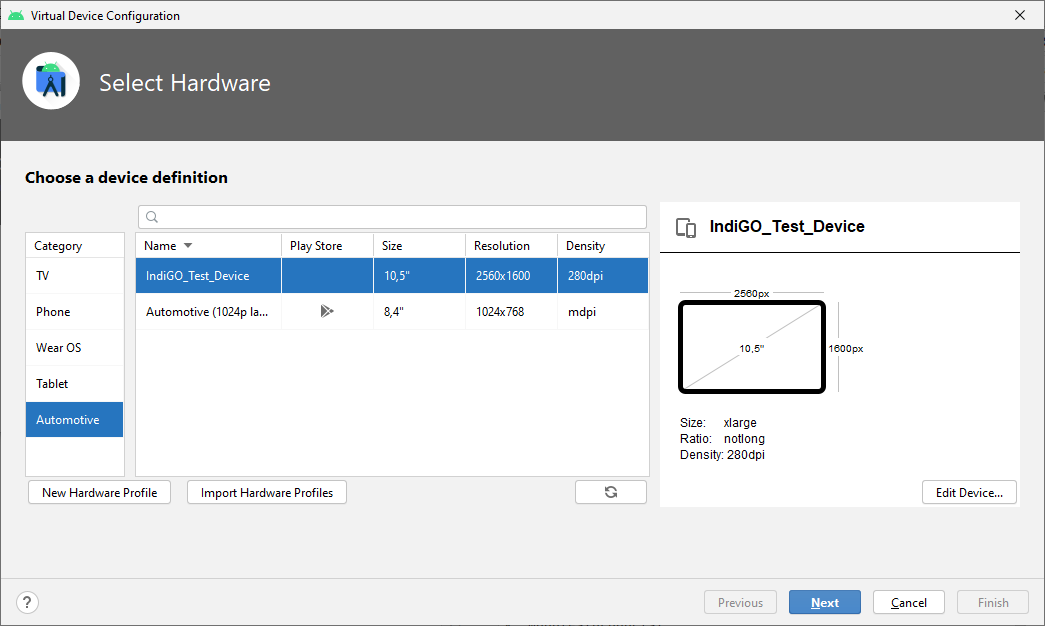 Virtual Device Configuration
Select Hardware
Choose a device definition
Category
TV
Phone
Wear OS
Tablet
Automotive
Name Play Store Size Resolution Density
IndiGO_Test_Device 10,5" 2560x1600 280dpi
Automotive (1024p la... 8,4" 1024x768 mdpi
New Hardware Profile
Import Hardware Profiles
IndiGO_Test_Device
2560px
10,5"
1600px
Size: xlarge
Ratio: notlong
Density: 280dpi
Edit Device...
?
Previous
Next
Cancel
Finish